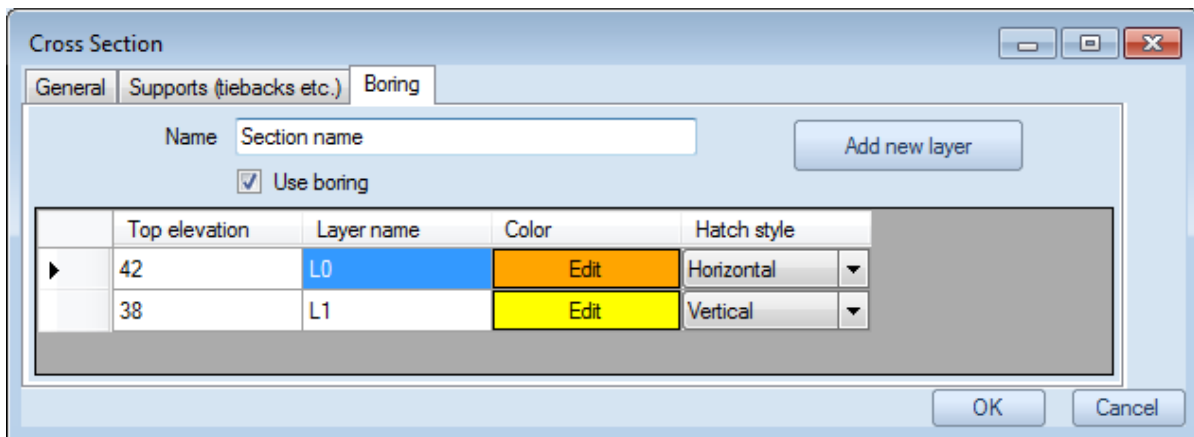 Cross Section
General Supports (tiebacks etc.) Boring
Name Section name Add new layer
Use boring
Top elevation Layer name Color Hatch style
42 L0 Edit Horizontal
38 L1 Edit Vertical
OK Cancel